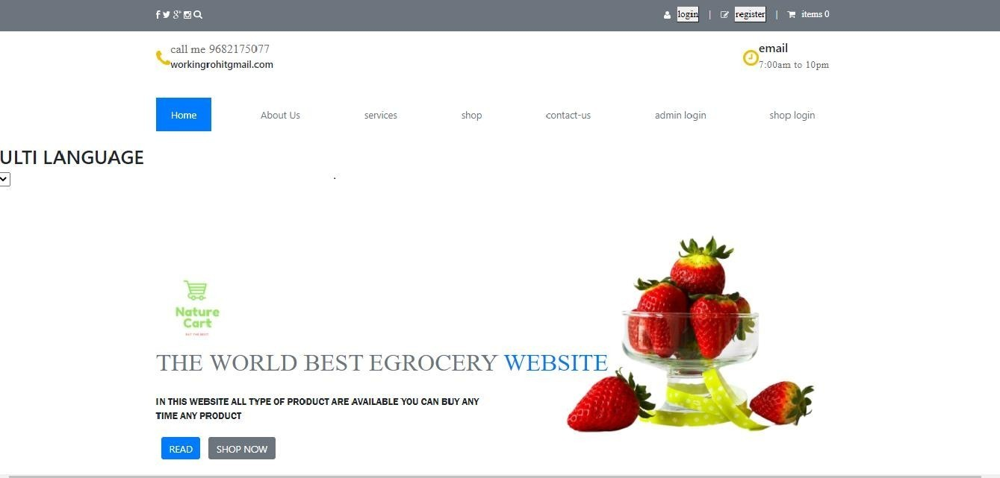 login | register | items 0
call me 9682175077
workingrohitgmail.com
email
7:00am to 10pm
Home About Us services shop contact-us admin login shop login
ULTI LANGUAGE
Nature
Cart
EAT THE BEST
THE WORLD BEST EGROCERY WEBSITE
IN THIS WEBSITE ALL TYPE OF PRODUCT ARE AVAILABLE YOU CAN BUY ANY
TIME ANY PRODUCT
READ SHOP NOW